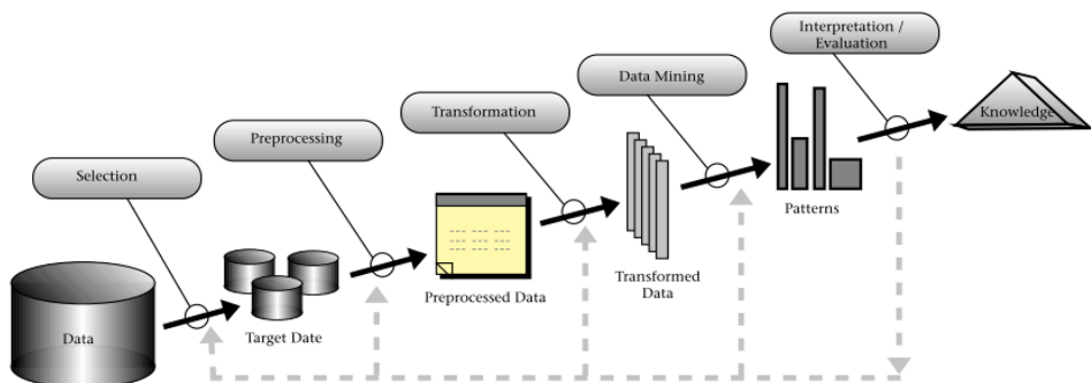 Interpretation /
Evaluation
Data Mining
Transformation
Preprocessing
Selection
Knowledge
Patterns
Transformed
Data
Preprocessed Data
Target Date
Data